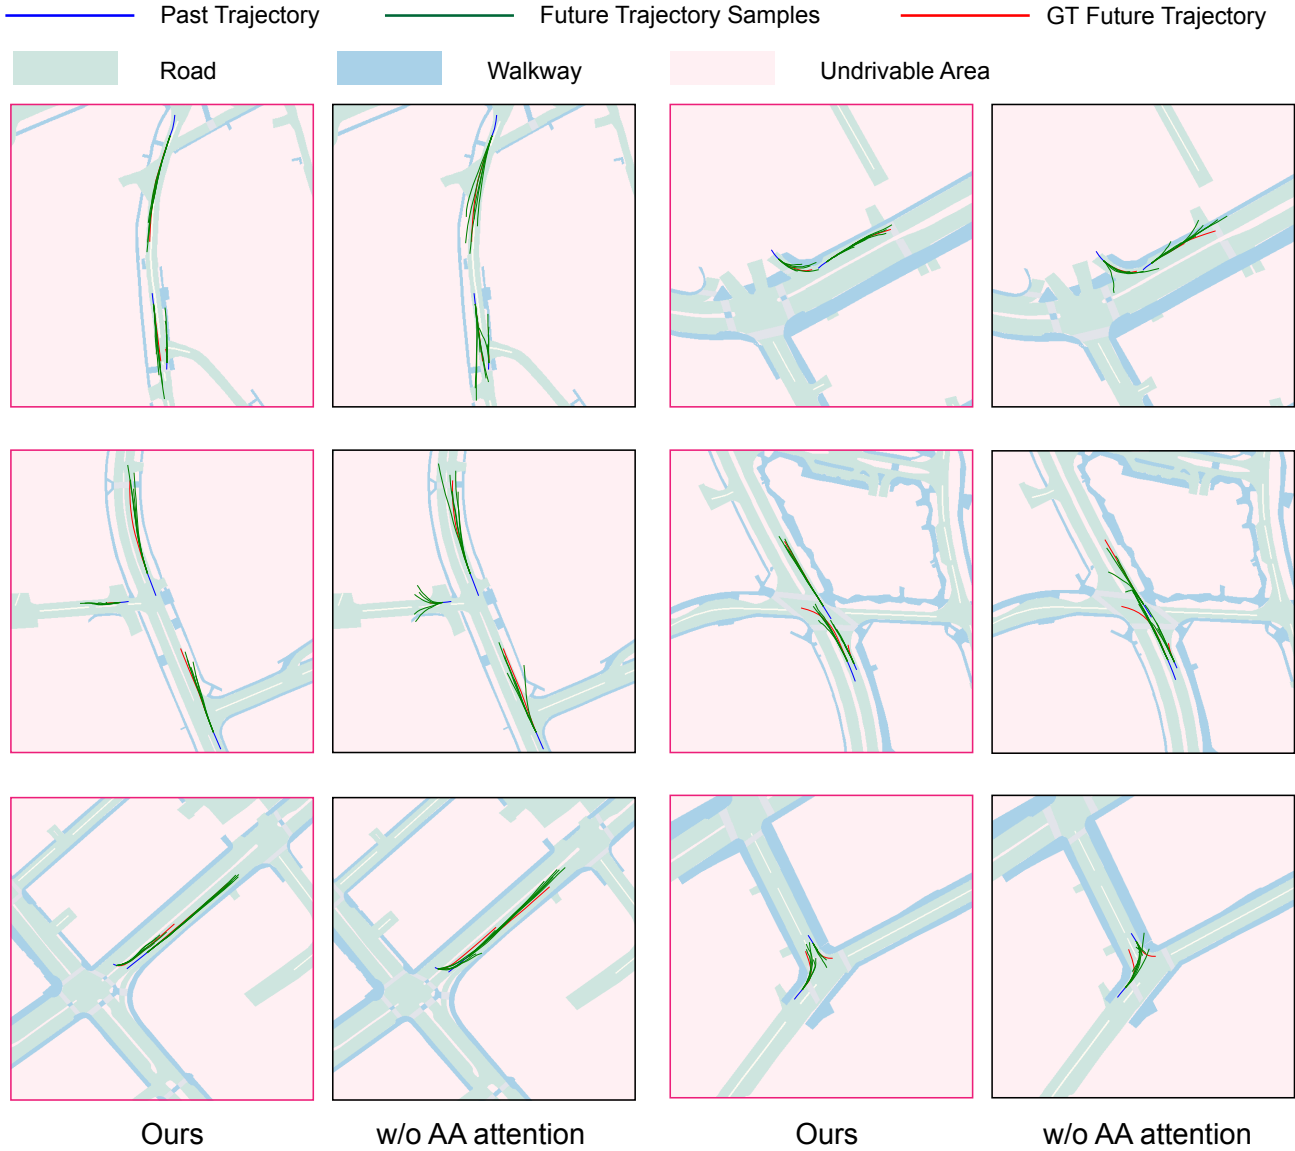 Past Trajectory Future Trajectory Samples GT Future Trajectory
Road Walkway Undrivable Area
Ours w/o AA attention Ours w/o AA attention